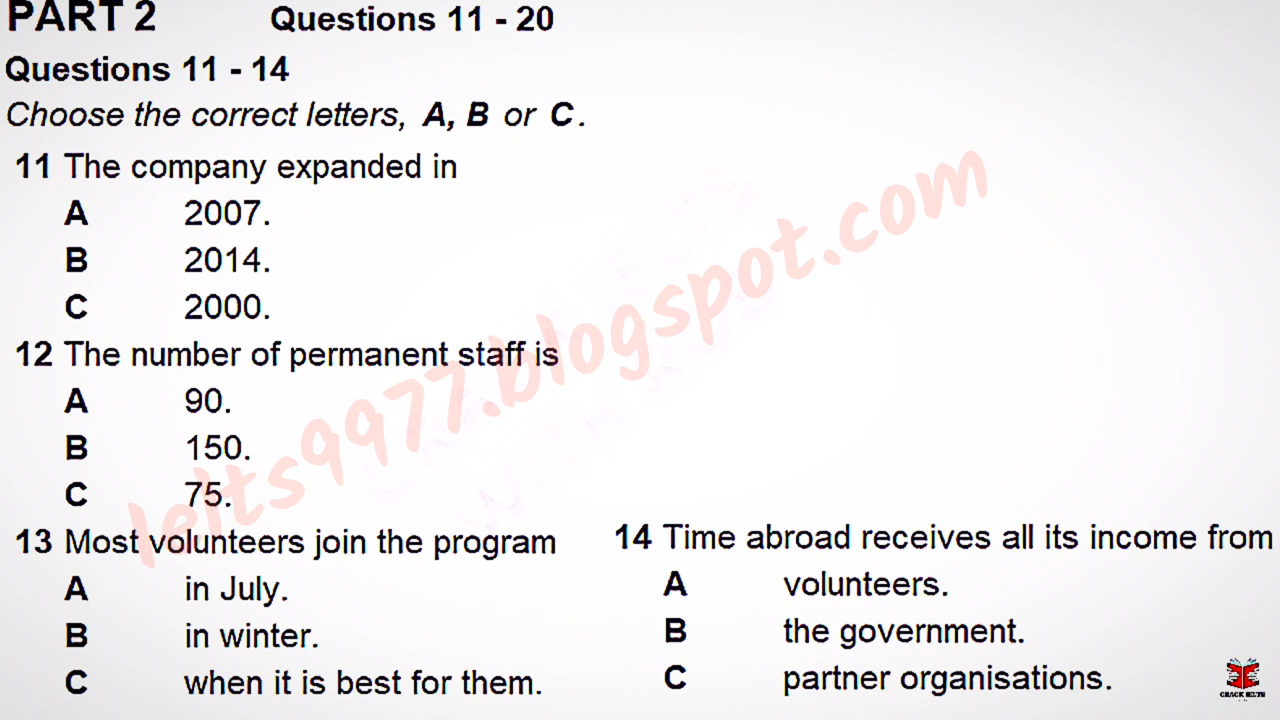 PART 2 Questions 11 - 20
Questions 11 - 14
Choose the correct letters, A, B or C.
11 The company expanded in
A 2007.
B 2014.
C 2000.
12 The number of permanent staff is
A 90.
B 150.
C 75.
13 Most volunteers join the program
A in July.
B in winter.
C when it is best for them.
14 Time abroad receives all its income from
A volunteers.
B the government.
C partner organisations.
Ielts9977.blogspot.com
CRACK IELTS